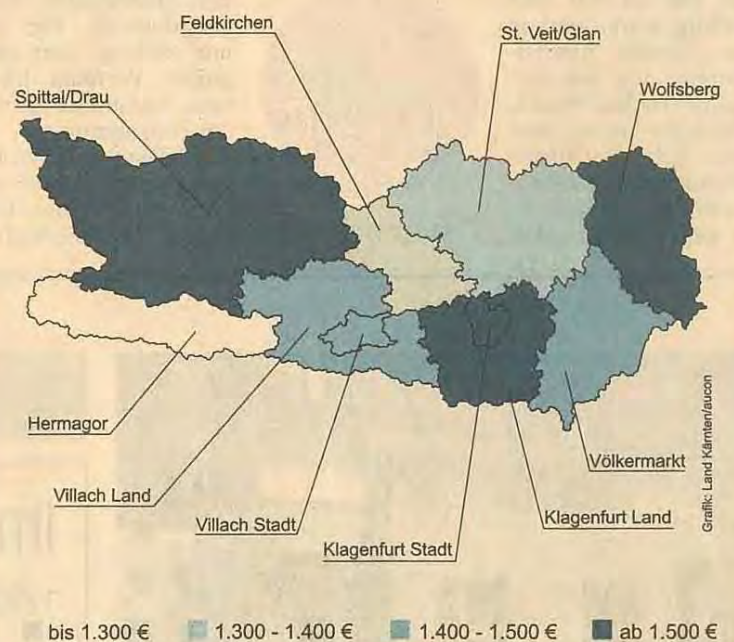 Feldkirchen
St. Veit/Glan
Spittal/Drau
Wolfsberg
Hermagor
Villach Land
Villach Stadt
Klagenfurt Stadt
Klagenfurt Land
Völkermarkt
Grafik: Land Kärnten/aucon
bis 1.300 € 1.300 - 1.400 € 1.400 - 1.500 € ab 1.500 €